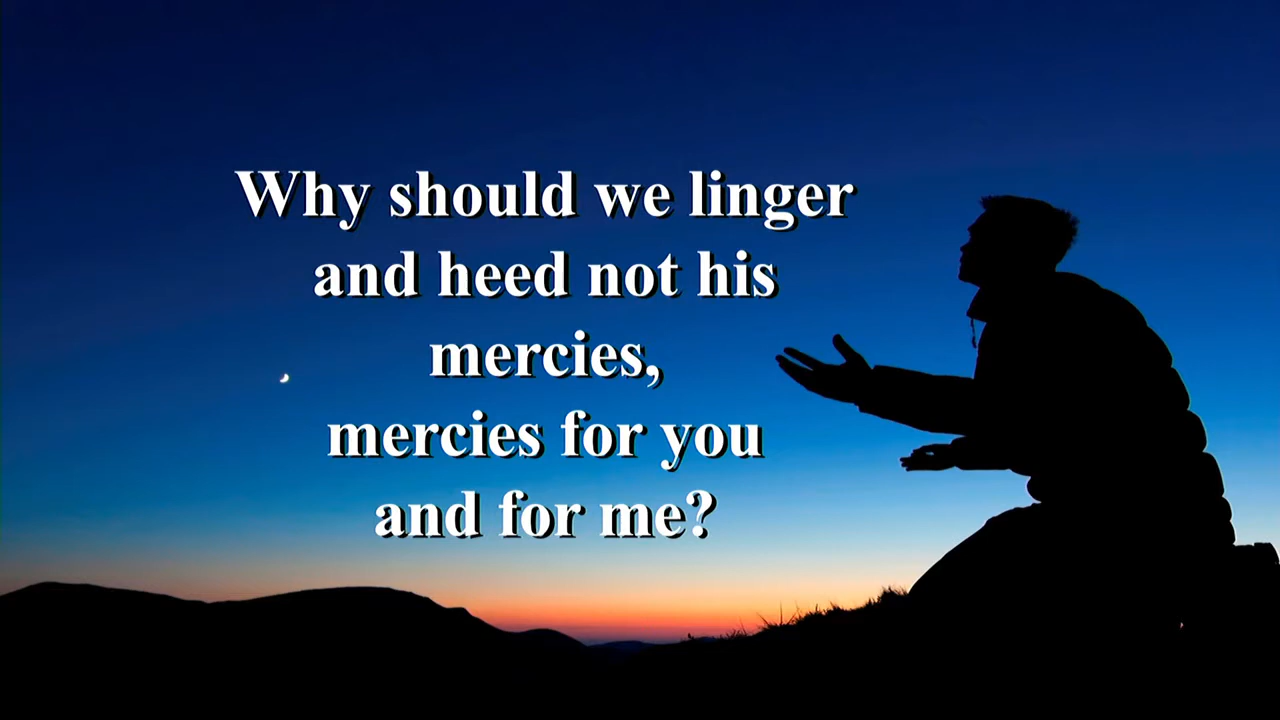 Why should we linger
and heed not his
mercies,
mercies for you
and for me?